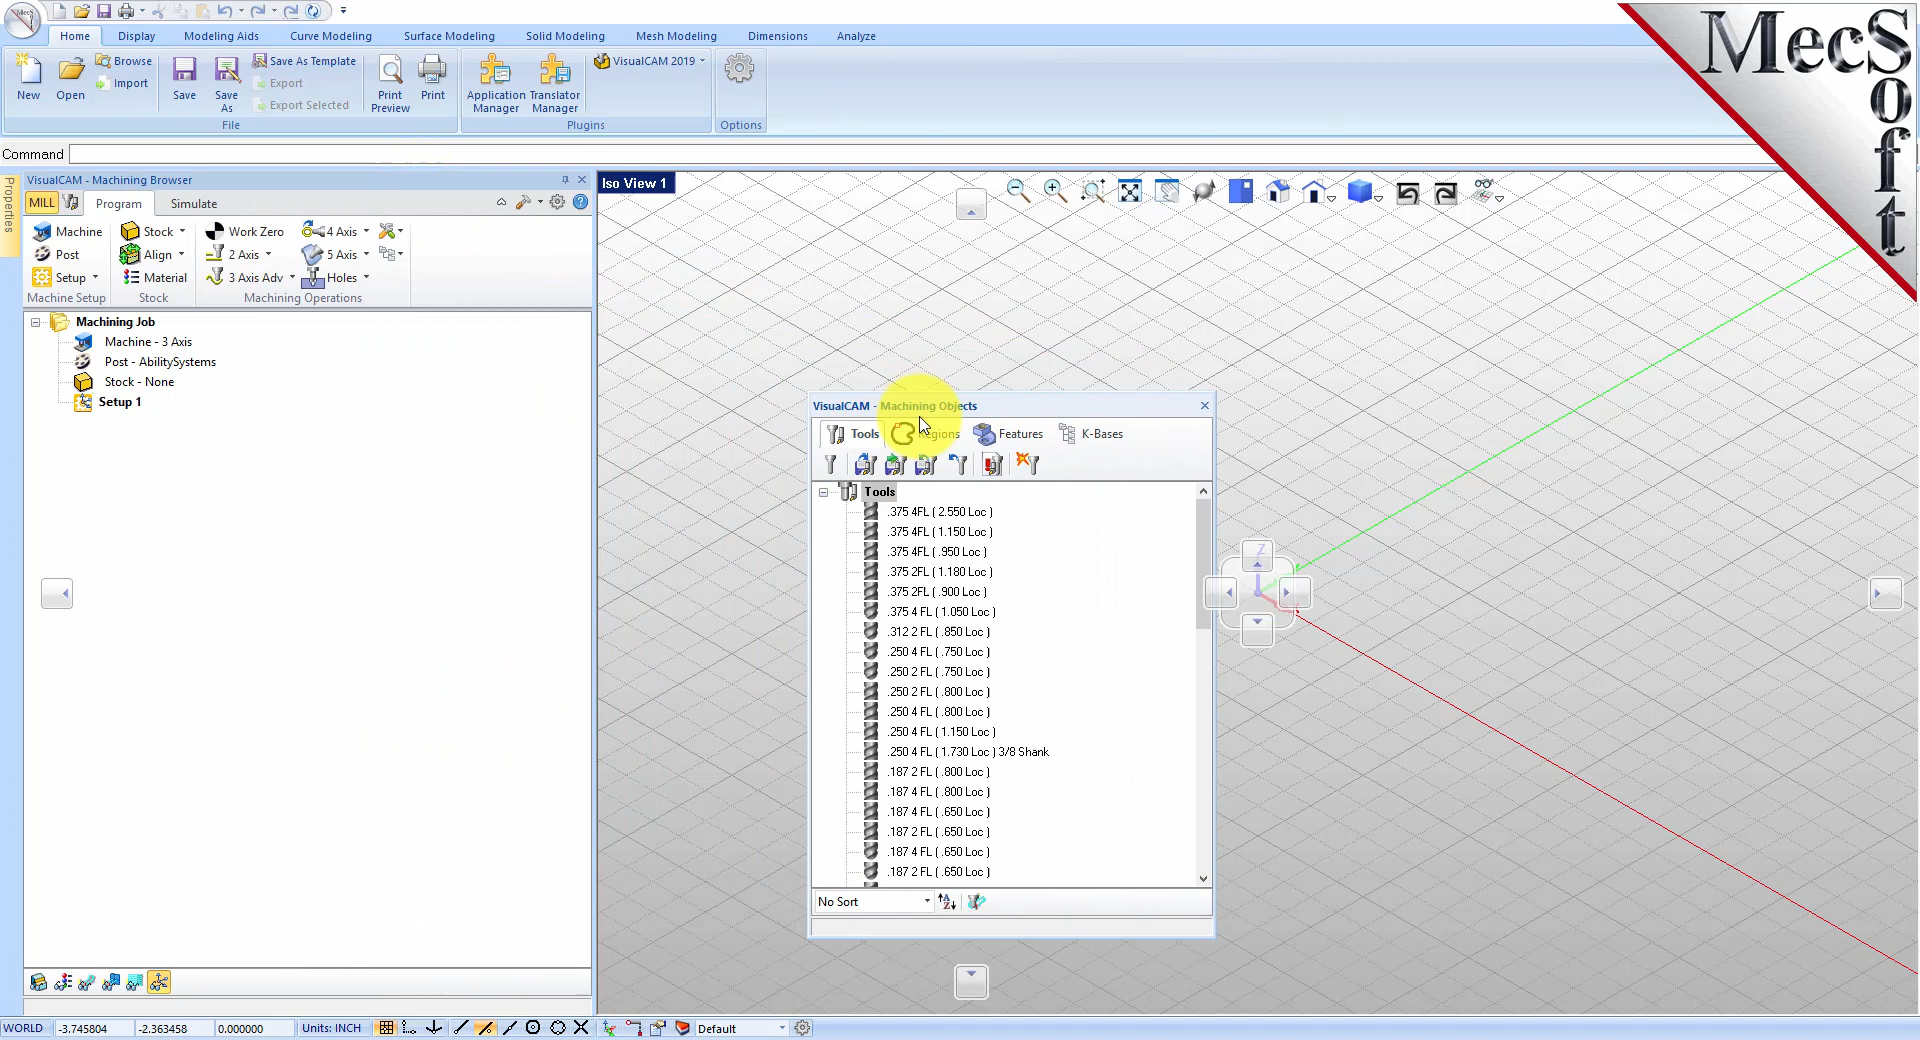 Home Display Modeling Aids Curve Modeling Surface Modeling Solid Modeling Mesh Modeling Dimensions Analyze
New Open Browse Import Save Save As Save As Template Export Export Selected Print Preview Print Application Manager Translator Manager VisualCAM 2019
File Plugins Options
MecSoft
Command
Properties
VisualCAM - Machining Browser
MILL Program Simulate
Machine Stock Work Zero 4 Axis
Post Align 2 Axis 5 Axis
Setup Material 3 Axis Adv Holes
Machine Setup Stock Machining Operations
Machining Job
Machine - 3 Axis
Post - AbilitySystems
Stock - None
Setup 1
Iso View 1
VisualCAM - Machining Objects
Tools Regions Features K-Bases
Tools
.375 4FL ( 2.550 Loc )
.375 4FL ( 1.150 Loc )
.375 4FL ( .950 Loc )
.375 2FL ( 1.180 Loc )
.375 2FL ( .900 Loc )
.375 4 FL ( 1.050 Loc )
.312 2 FL ( .850 Loc )
.250 4 FL ( .750 Loc )
.250 2 FL ( .750 Loc )
.250 2 FL ( .800 Loc )
.250 4 FL ( .800 Loc )
.250 4 FL ( 1.150 Loc )
.250 4 FL ( 1.730 Loc ) 3/8 Shank
.187 2 FL ( .800 Loc )
.187 4 FL ( .800 Loc )
.187 4 FL ( .650 Loc )
.187 2 FL ( .650 Loc )
.187 4 FL ( .650 Loc )
.187 2 FL ( .650 Loc )
No Sort
Z
WORLD -3.745804 -2.363458 0.000000 Units: INCH Default